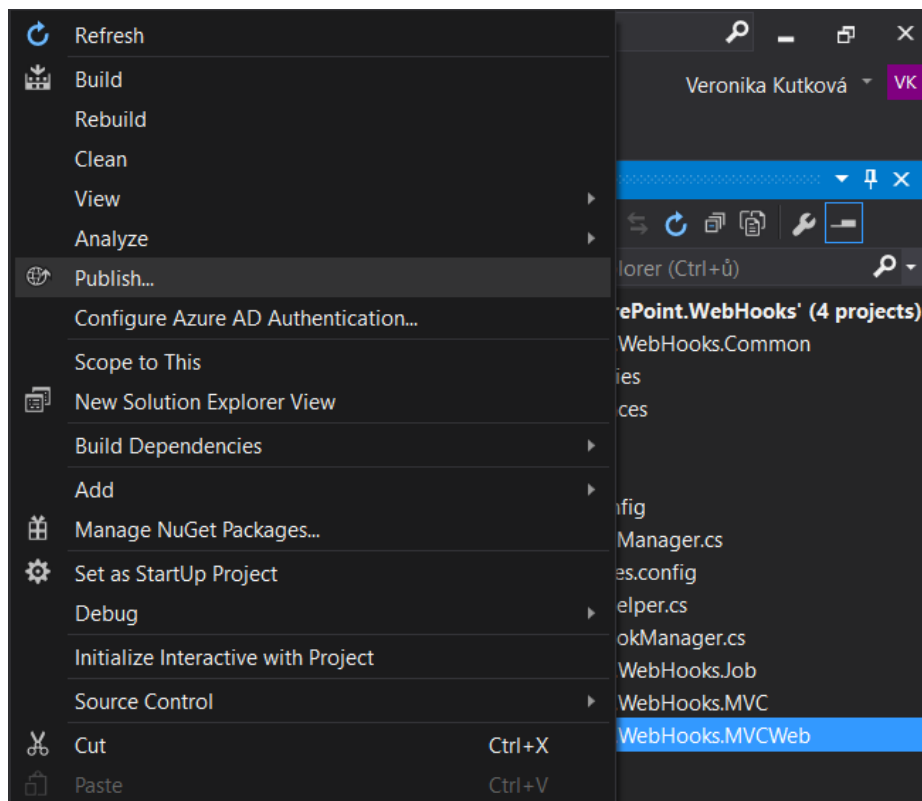 Refresh
Build
Rebuild
Clean
View
Analyze
Publish...
Configure Azure AD Authentication...
Scope to This
New Solution Explorer View
Build Dependencies
Add
Manage NuGet Packages...
Set as StartUp Project
Debug
Initialize Interactive with Project
Source Control
Cut Ctrl+X
Paste Ctrl+V
Veronika Kutková VK
lorer (Ctrl+ů)
ePoint.WebHooks' (4 projects)
.WebHooks.Common
ies
ces
nfig
Manager.cs
es.config
elper.cs
okManager.cs
.WebHooks.Job
.WebHooks.MVC
.WebHooks.MVCWeb